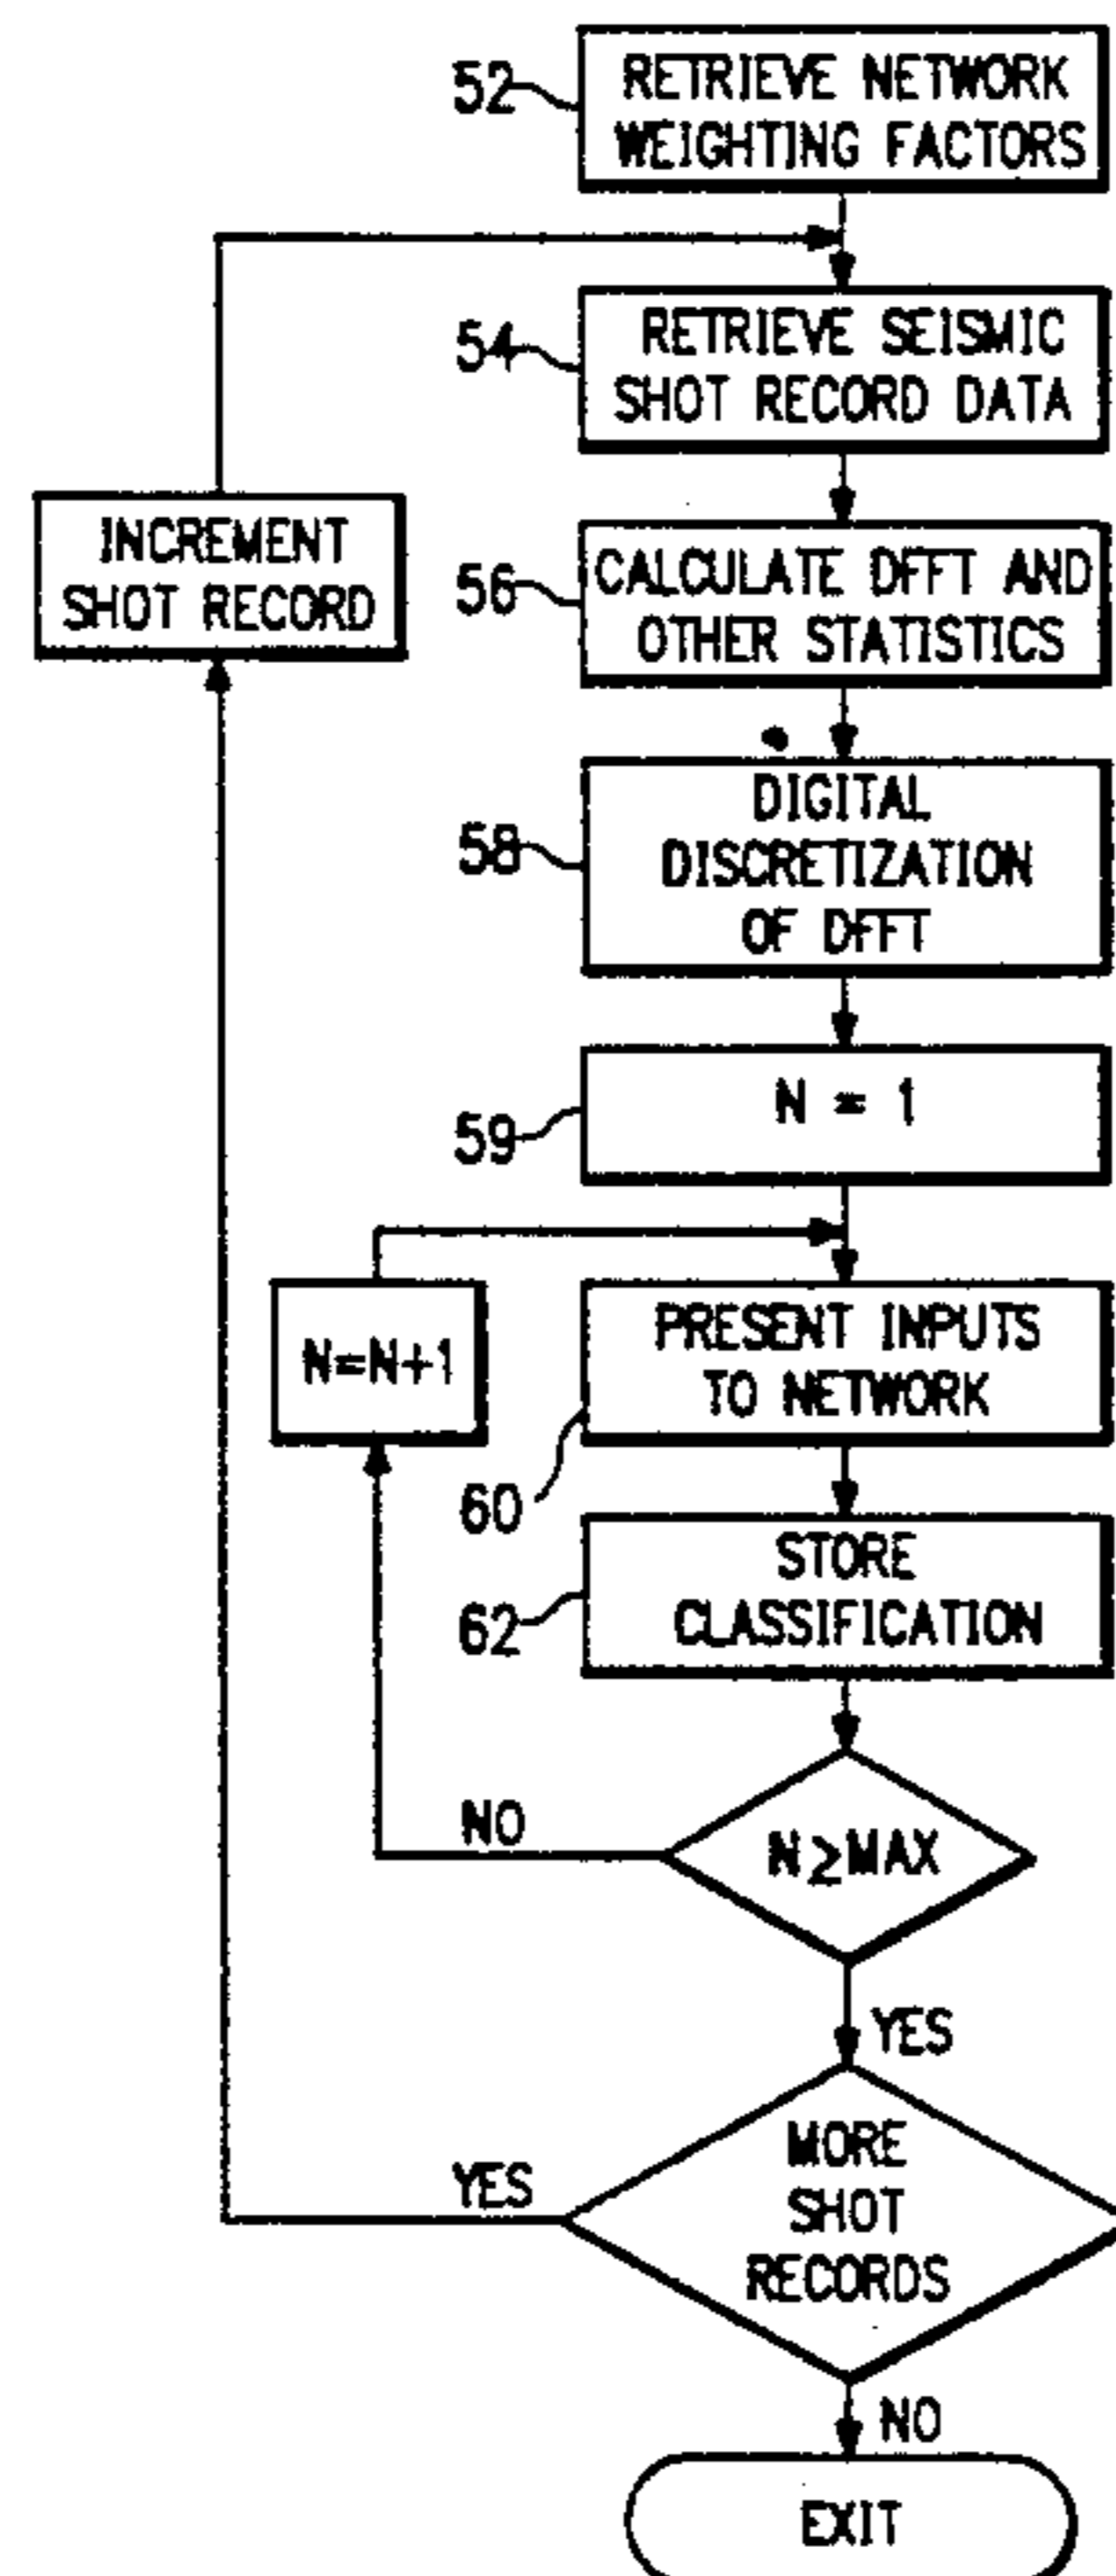 52
RETRIEVE NETWORK
WEIGHTING FACTORS
54
RETRIEVE SEISMIC
SHOT RECORD DATA
INCREMENT
SHOT RECORD
56
CALCULATE DFFT AND
OTHER STATISTICS
58
DIGITAL
DISCRETIZATION
OF DFFT
59
N = 1
N=N+1
60
PRESENT INPUTS
TO NETWORK
62
STORE
CLASSIFICATION
NO
N≥MAX
YES
YES
MORE
SHOT
RECORDS
NO
EXIT